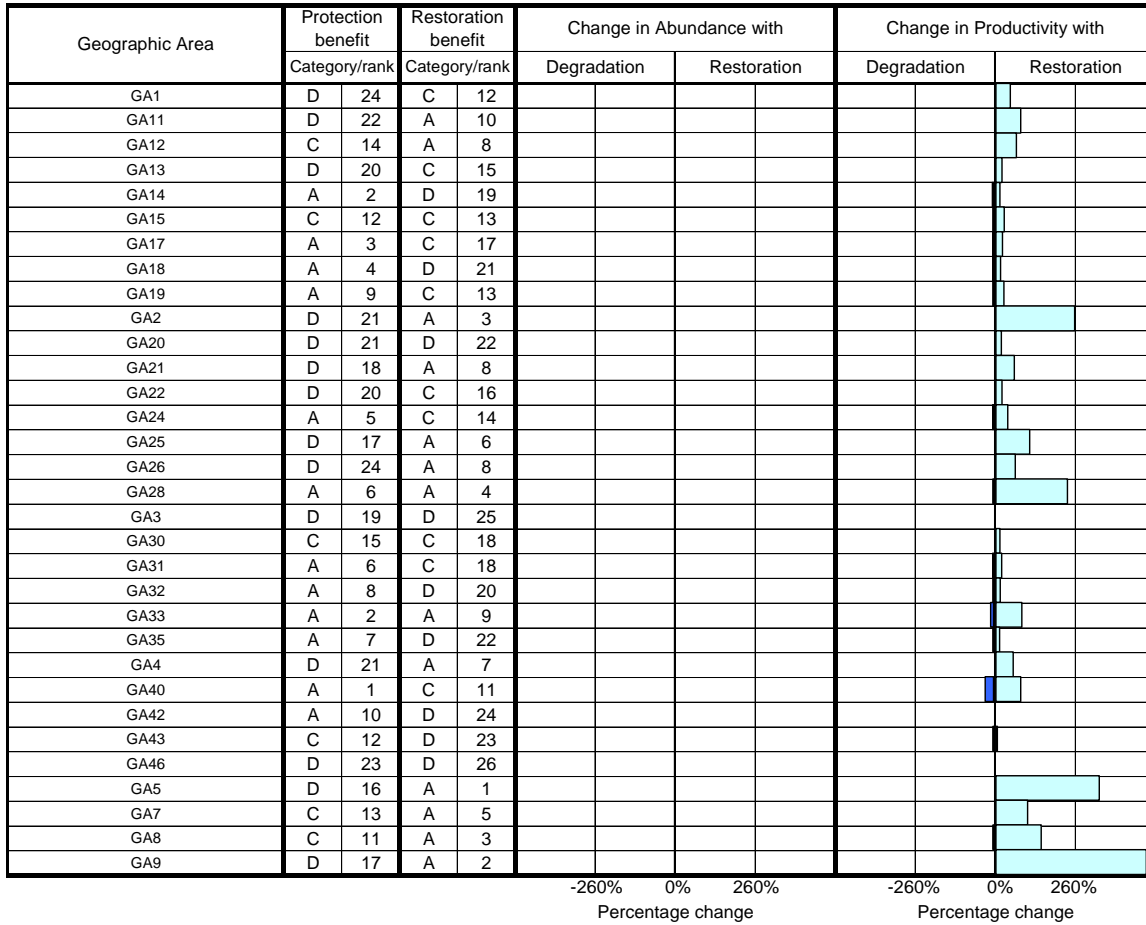 Geographic Area Protection benefit Restoration benefit Change in Abundance with Change in Productivity with
Category/rank Category/rank Degradation Restoration Degradation Restoration
GA1 D 24 C 12
GA11 D 22 A 10
GA12 C 14 A 8
GA13 D 20 C 15
GA14 A 2 D 19
GA15 C 12 C 13
GA17 A 3 C 17
GA18 A 4 D 21
GA19 A 9 C 13
GA2 D 21 A 3
GA20 D 21 D 22
GA21 D 18 A 8
GA22 D 20 C 16
GA24 A 5 C 14
GA25 D 17 A 6
GA26 D 24 A 8
GA28 A 6 A 4
GA3 D 19 D 25
GA30 C 15 C 18
GA31 A 6 C 18
GA32 A 8 D 20
GA33 A 2 A 9
GA35 A 7 D 22
GA4 D 21 A 7
GA40 A 1 C 11
GA42 A 10 D 24
GA43 C 12 D 23
GA46 D 23 D 26
GA5 D 16 A 1
GA7 C 13 A 5
GA8 C 11 A 3
GA9 D 17 A 2
-260% 0% 260% -260% 0% 260%
Percentage change Percentage change